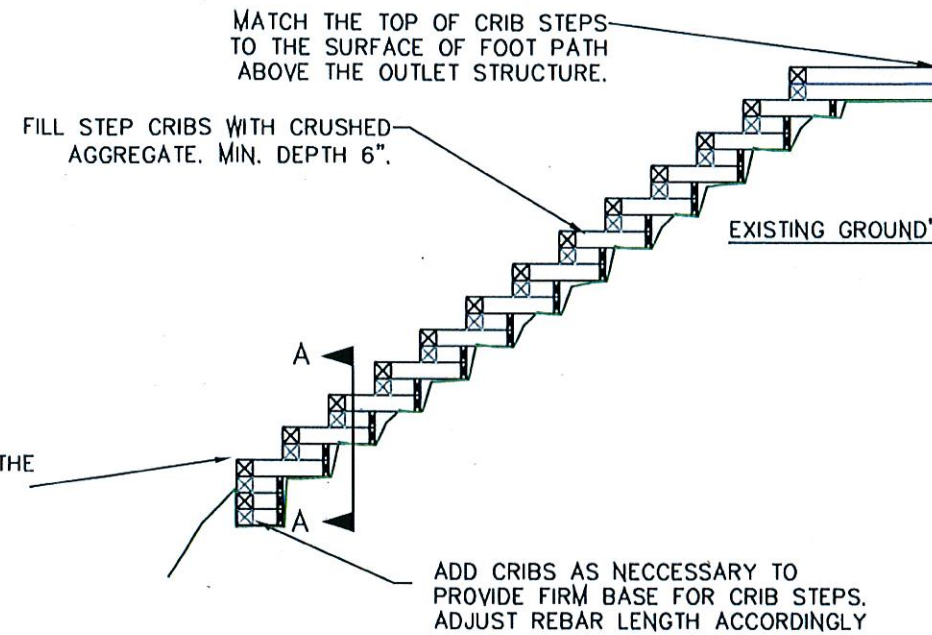 MATCH THE TOP OF CRIB STEPS
TO THE SURFACE OF FOOT PATH
ABOVE THE OUTLET STRUCTURE.
FILL STEP CRIBS WITH CRUSHED
AGGREGATE. MIN. DEPTH 6".
EXISTING GROUND
A
THE
A
ADD CRIBS AS NECCESSARY TO
PROVIDE FIRM BASE FOR CRIB STEPS.
ADJUST REBAR LENGTH ACCORDINGLY